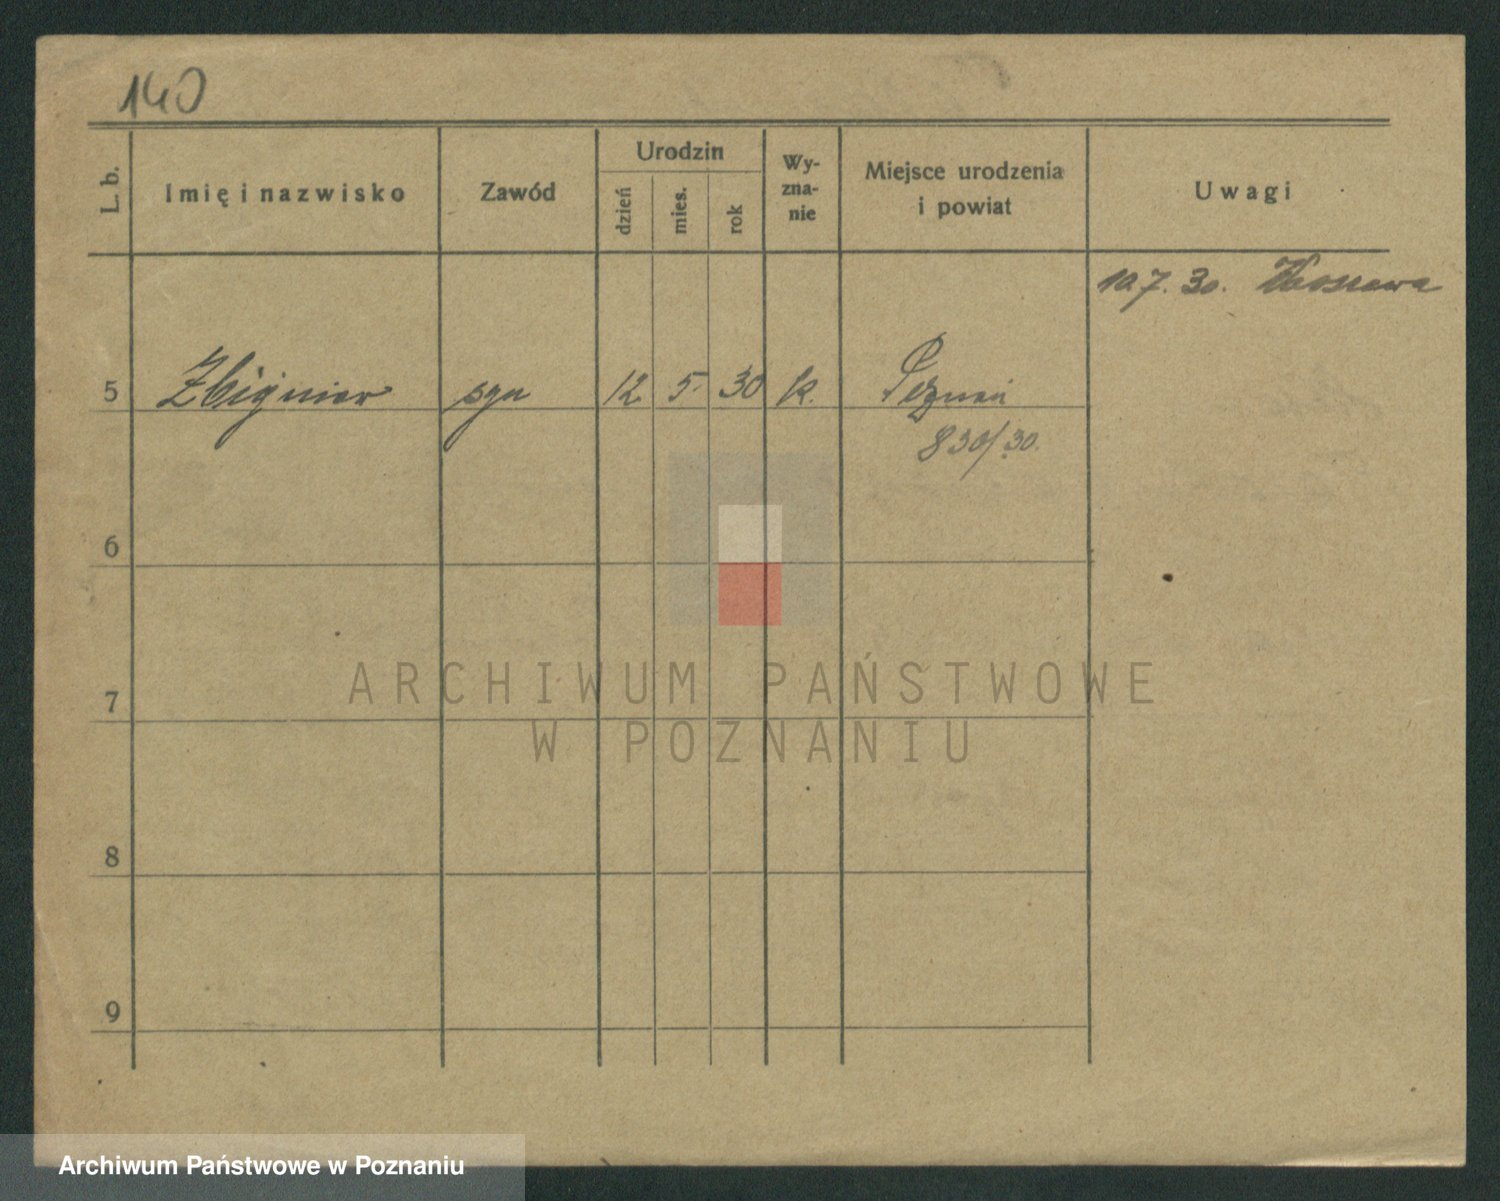 140
L. b.
Imię i nazwisko
Zawód
Urodzin
dzień
mies.
rok
Wy-
zna-
nie
Miejsce urodzenia
i powiat
Uwagi
10.7.30.
5 Zbigniew syn 12 5 30 k. Poznań
830/30.
6
7
8
9
ARCHIWUM PAŃSTWOWE
W POZNANIU
Archiwum Państwowe w Poznaniu